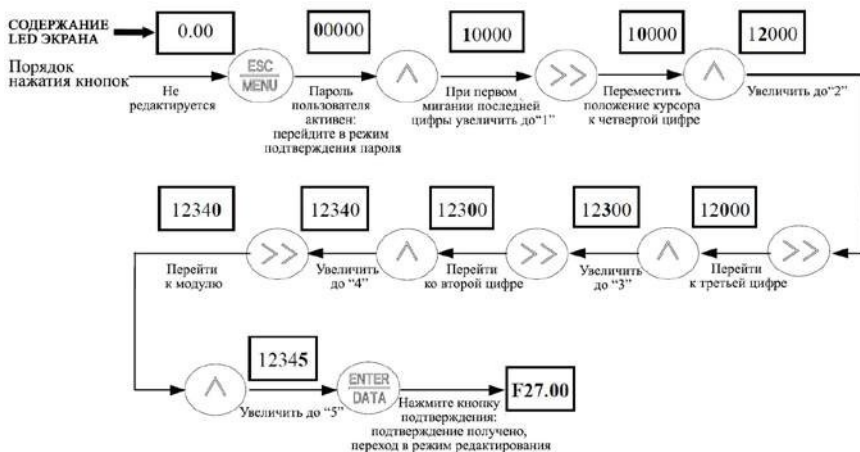 СОДЕРЖАНИЕ
LED ЭКРАНА
0.00
00000
10000
10000
12000
Порядок
нажатия кнопок
Не
редактируется
ESC
MENU
Пароль
пользователя
активен:
перейдите в режим
подтверждения пароля
При первом
мигании последней
цифры увеличить до“1”
>>
Переместить
положение курсора
к четвертой цифре
Увеличить до“2”
12340
12340
12300
12300
12000
Перейти
к модулю
>>
Увеличить
до “4”
Перейти
ко второй цифре
>>
Увеличить
до “3”
Перейти
к третьей цифре
>>
12345
Увеличить до “5”
ENTER
DATA
Нажмите кнопку
подтверждения:
подтверждение получено,
переход в режим редактирования
F27.00